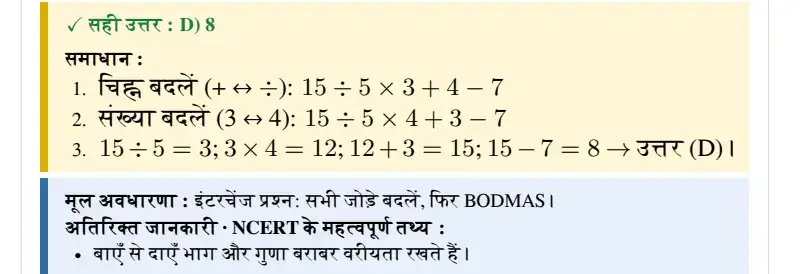 ✓ सही उत्तर : D) 8
समाधान :
1. चिह्न बदलें (+ ↔ ÷): 15 ÷ 5 × 3 + 4 − 7
2. संख्या बदलें (3 ↔ 4): 15 ÷ 5 × 4 + 3 − 7
3. 15 ÷ 5 = 3; 3 × 4 = 12; 12 + 3 = 15; 15 − 7 = 8 → उत्तर (D)।
मूल अवधारणा : इंटरचेंज प्रश्न: सभी जोड़े बदलें, फिर BODMAS।
अतिरिक्त जानकारी · NCERT के महत्वपूर्ण तथ्य :
• बाएँ से दाएँ भाग और गुणा बराबर वरीयता रखते हैं।